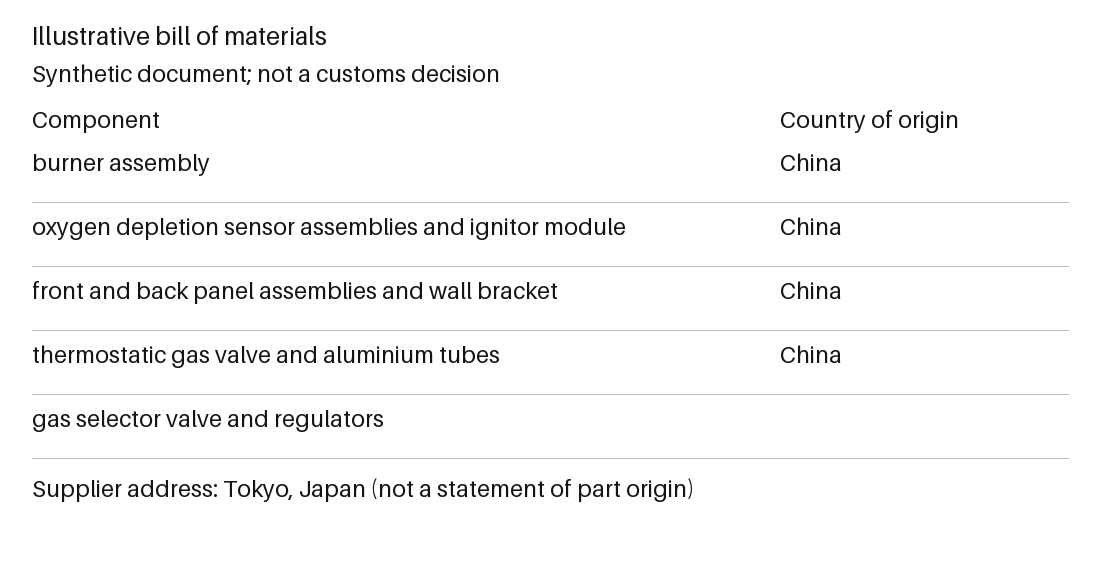 Illustrative bill of materials
Synthetic document; not a customs decision
Component Country of origin
burner assembly China
oxygen depletion sensor assemblies and ignitor module China
front and back panel assemblies and wall bracket China
thermostatic gas valve and aluminium tubes China
gas selector valve and regulators
Supplier address: Tokyo, Japan (not a statement of part origin)